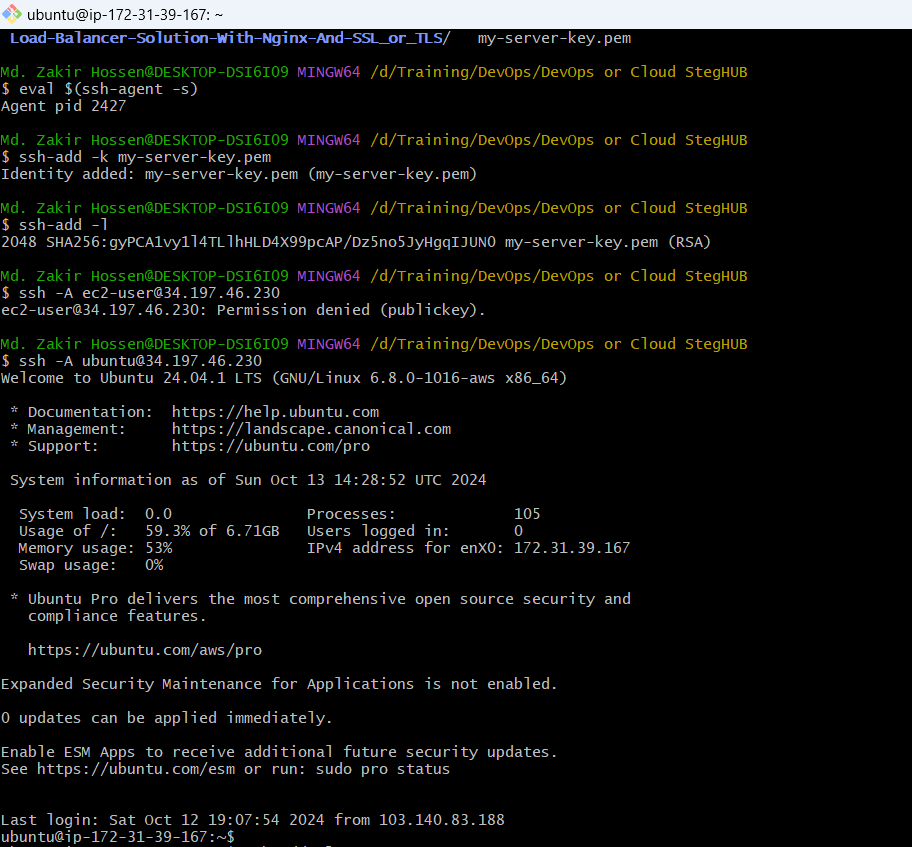 ubuntu@ip-172-31-39-167: ~
Load-Balancer-Solution-With-Nginx-And-SSL_or_TLS/   my-server-key.pem
Md. Zakir Hossen@DESKTOP-DSI6IO9 MINGW64 /d/Training/DevOps/DevOps or Cloud StegHUB
$ eval $(ssh-agent -s)
Agent pid 2427
Md. Zakir Hossen@DESKTOP-DSI6IO9 MINGW64 /d/Training/DevOps/DevOps or Cloud StegHUB
$ ssh-add -k my-server-key.pem
Identity added: my-server-key.pem (my-server-key.pem)
Md. Zakir Hossen@DESKTOP-DSI6IO9 MINGW64 /d/Training/DevOps/DevOps or Cloud StegHUB
$ ssh-add -l
2048 SHA256:gyPCA1vy1l4TLlhHLD4X99pcAP/Dz5no5JyHgqIJUN0 my-server-key.pem (RSA)
Md. Zakir Hossen@DESKTOP-DSI6IO9 MINGW64 /d/Training/DevOps/DevOps or Cloud StegHUB
$ ssh -A ec2-user@34.197.46.230
ec2-user@34.197.46.230: Permission denied (publickey).
Md. Zakir Hossen@DESKTOP-DSI6IO9 MINGW64 /d/Training/DevOps/DevOps or Cloud StegHUB
$ ssh -A ubuntu@34.197.46.230
Welcome to Ubuntu 24.04.1 LTS (GNU/Linux 6.8.0-1016-aws x86_64)
* Documentation:  https://help.ubuntu.com
* Management:     https://landscape.canonical.com
* Support:        https://ubuntu.com/pro
System information as of Sun Oct 13 14:28:52 UTC 2024
System load:  0.0               Processes:             105
Usage of /:   59.3% of 6.71GB   Users logged in:       0
Memory usage: 53%               IPv4 address for enX0: 172.31.39.167
Swap usage:   0%
* Ubuntu Pro delivers the most comprehensive open source security and
compliance features.
https://ubuntu.com/aws/pro
Expanded Security Maintenance for Applications is not enabled.
0 updates can be applied immediately.
Enable ESM Apps to receive additional future security updates.
See https://ubuntu.com/esm or run: sudo pro status
Last login: Sat Oct 12 19:07:54 2024 from 103.140.83.188
ubuntu@ip-172-31-39-167:~$